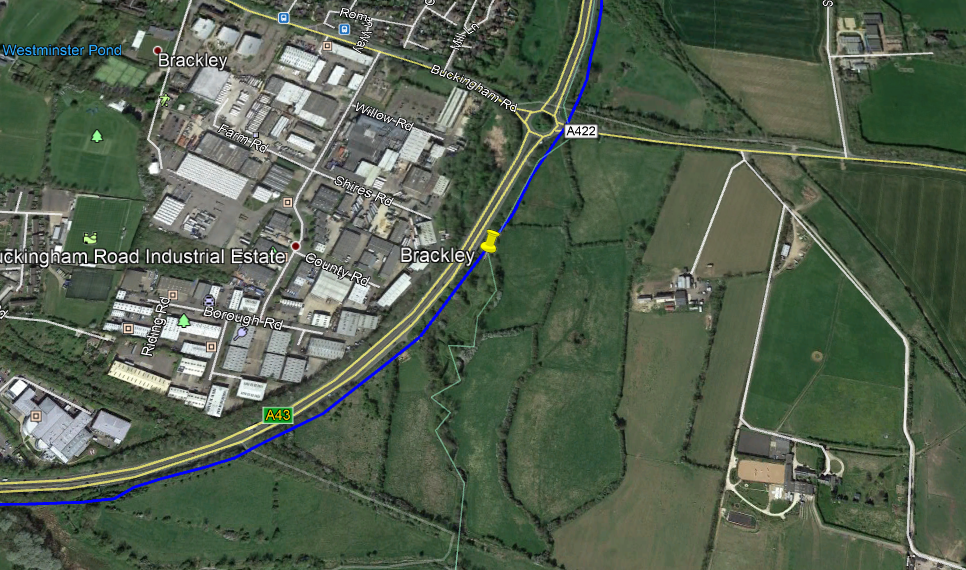 Westminster Pond
Brackley
Buckingham Rd
Willow Rd
A422
Farm Rd
Shires Rd
Brackley
uckingham Road Industrial Estate
County Rd
Borough Rd
Riding Rd
A43